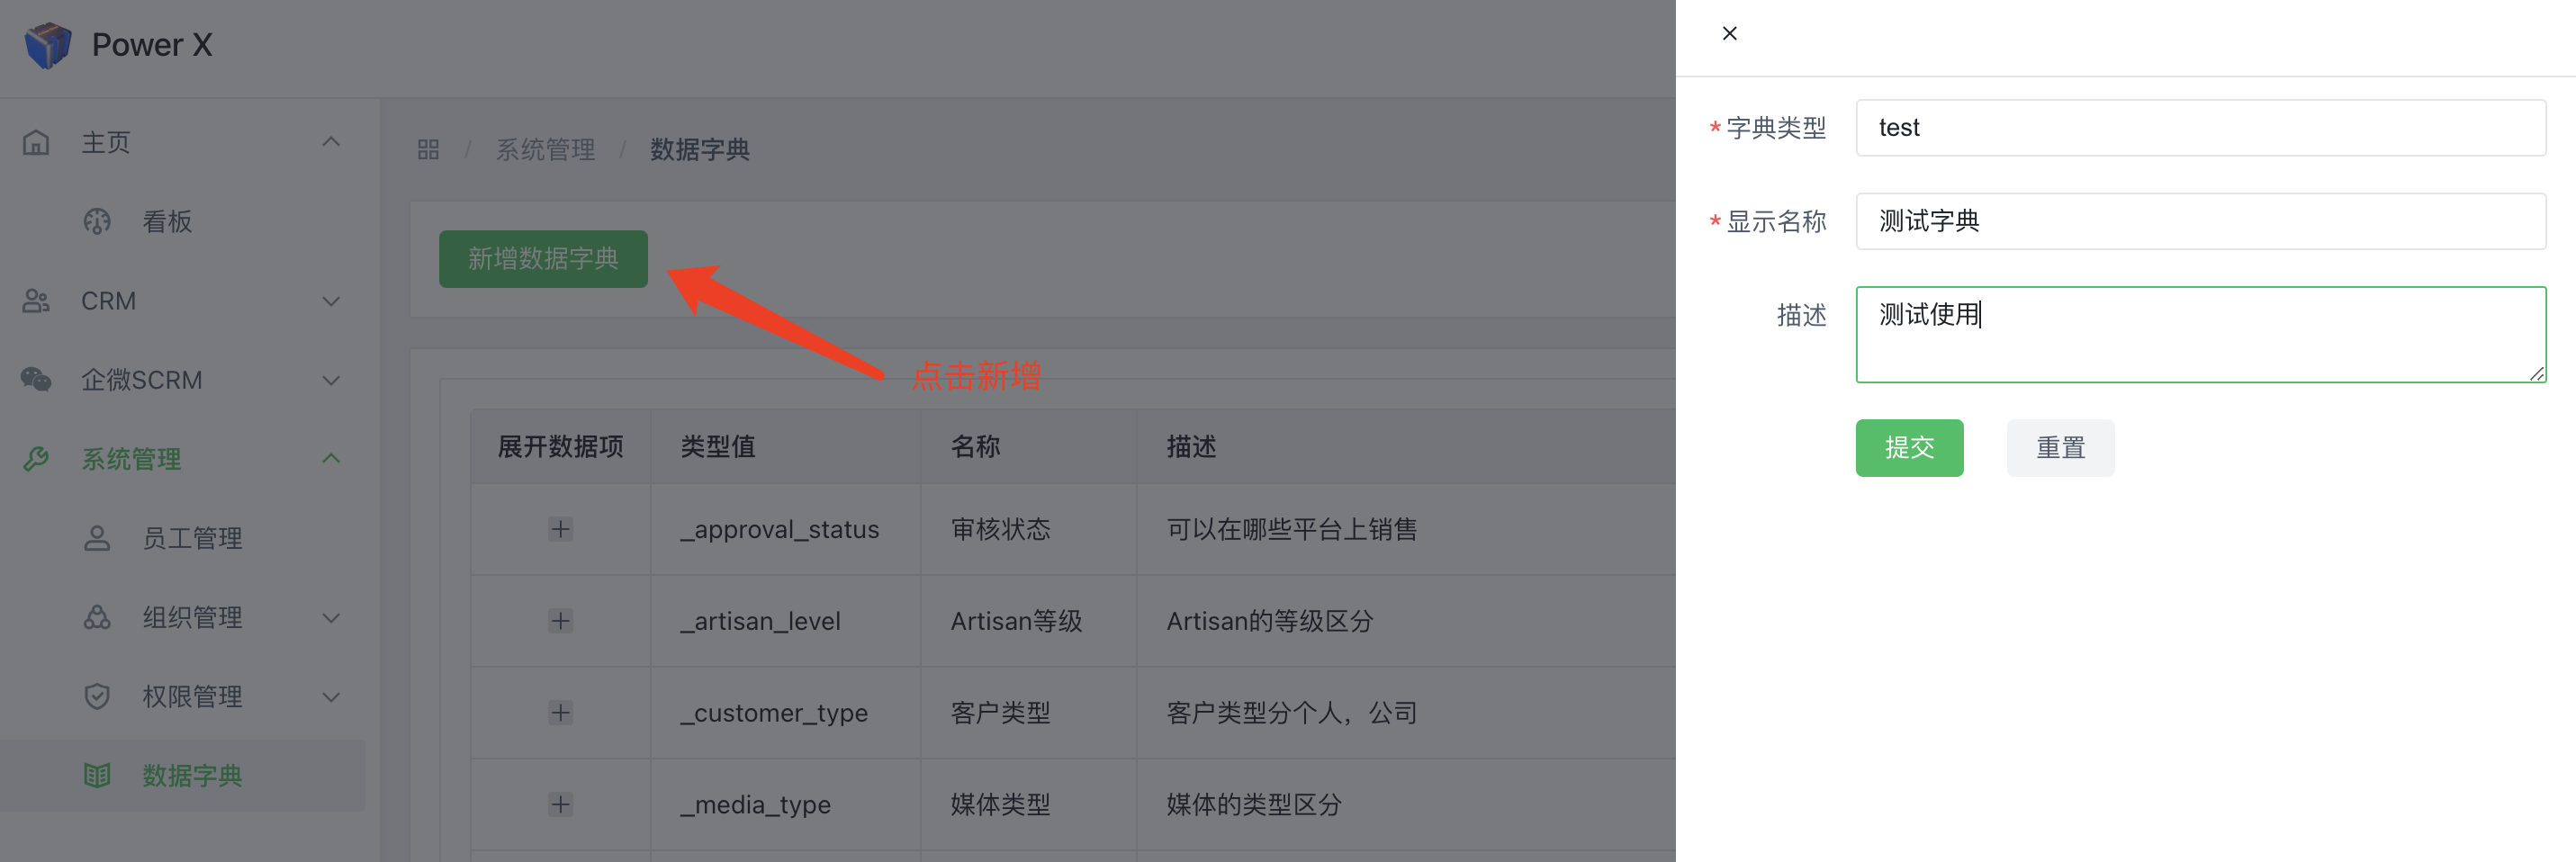 Power X
主页
看板
CRM
企微SCRM
系统管理
员工管理
组织管理
权限管理
数据字典
/ 系统管理 / 数据字典
新增数据字典
点击新增
展开数据项 类型值 名称 描述
_approval_status 审核状态 可以在哪些平台上销售
_artisan_level Artisan等级 Artisan的等级区分
_customer_type 客户类型 客户类型分个人，公司
_media_type 媒体类型 媒体的类型区分
*字典类型 test
*显示名称 测试字典
描述 测试使用
提交 重置